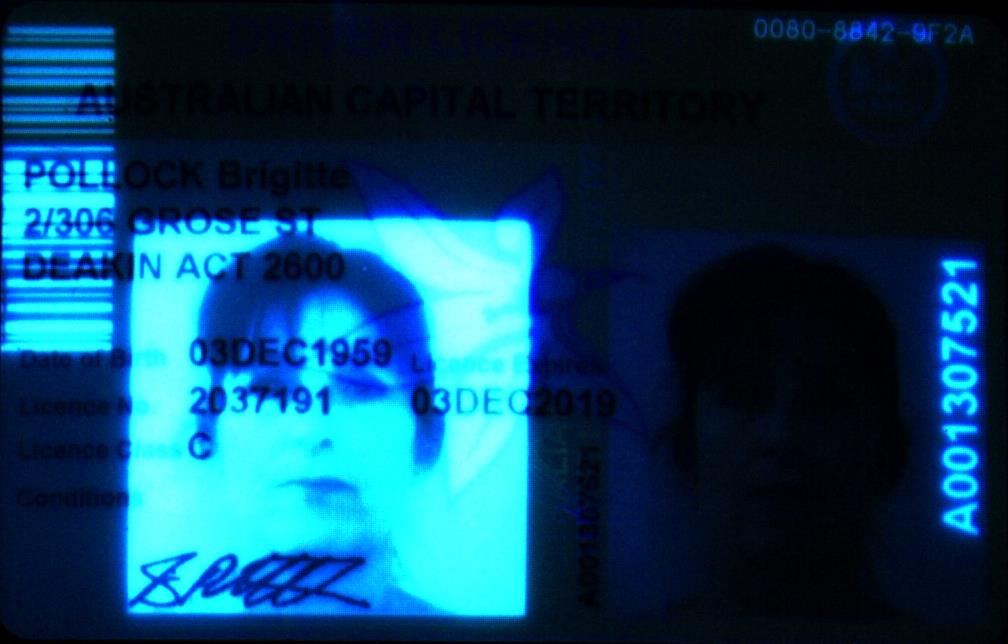 DRIVER LICENCE
0080-8842-9F2A
AUSTRALIAN CAPITAL TERRITORY
POLLOCK Brigitte
2/306 GROSE ST
DEAKIN ACT 2600
Date of Birth 03DEC1959 Licence Expires
Licence No. 2037191 03DEC2019
Licence Class C
Conditions
A001307521
A001307521